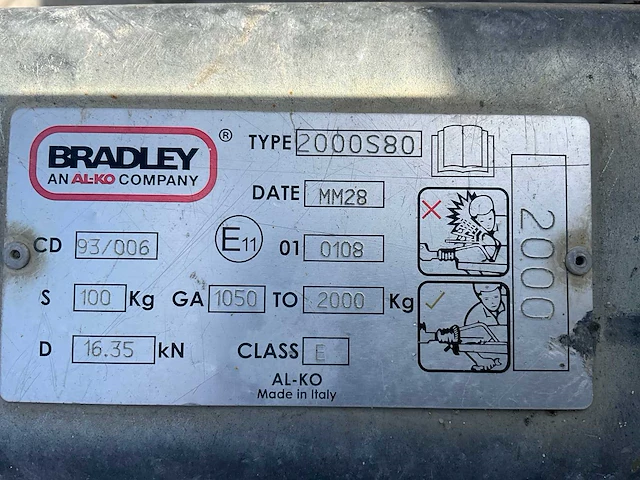 BRADLEY ®
AN AL-KO COMPANY
TYPE 2000S80
DATE MM28
CD 93/006 E11 01 0108
S 100 Kg GA 1050 TO 2000 Kg
D 16.35 kN CLASS E
AL-KO
Made in Italy
2000